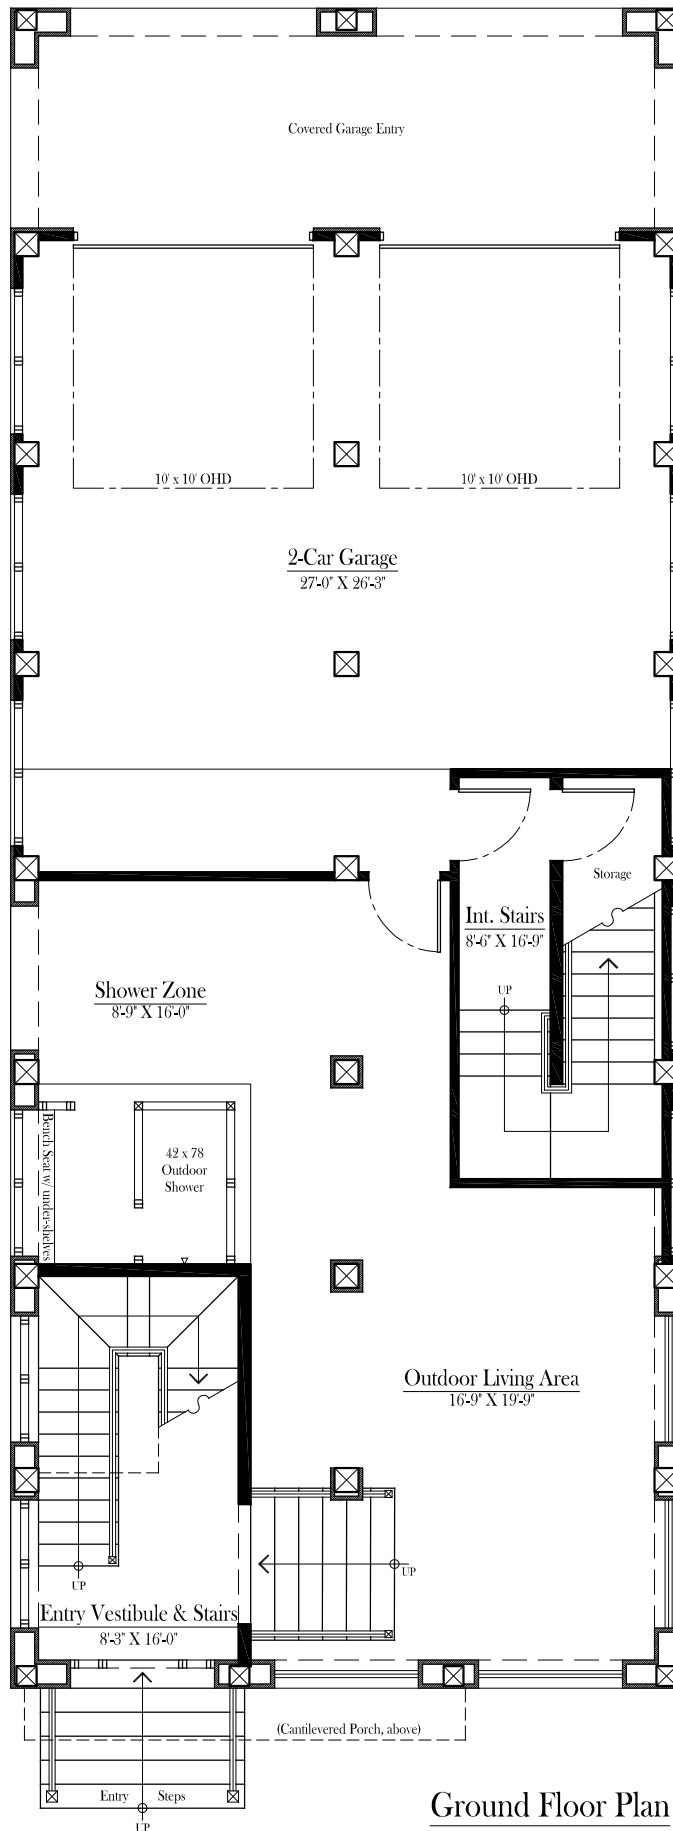 Covered Garage Entry
10' x 10' OHD
10' x 10' OHD
2-Car Garage
27'-0" X 26'-3"
Storage
Int. Stairs
8'-6" X 16'-9"
Shower Zone
8'-9" X 16'-0"
UP
Bench Seat w/ under-shelves
42 x 78
Outdoor
Shower
Outdoor Living Area
16'-9" X 19'-9"
UP
UP
Entry Vestibule & Stairs
8'-3" X 16'-0"
(Cantilevered Porch, above)
Entry Steps
UP
Ground Floor Plan